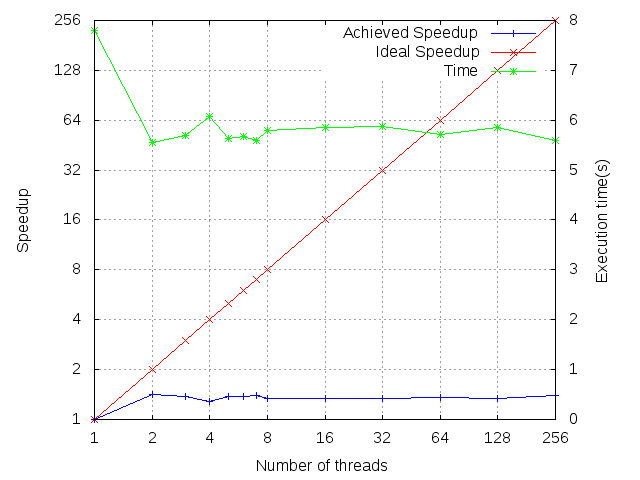 256 8
Achieved Speedup
Ideal Speedup
128 Time 7
64 6
32 5
16 4
8 3
4 2
2 1
1 0
Speedup
Execution time(s)
1 2 4 8 16 32 64 128 256
Number of threads